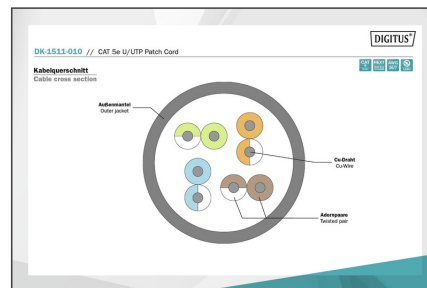 DIGITUS®
DK-1511-010 // CAT 5e U/UTP Patch Cord
Kabelquerschnitt
Cable cross section
Außenmantel
Outer jacket
Cu-Draht
Cu-Wire
Adernpaare
Twisted pair